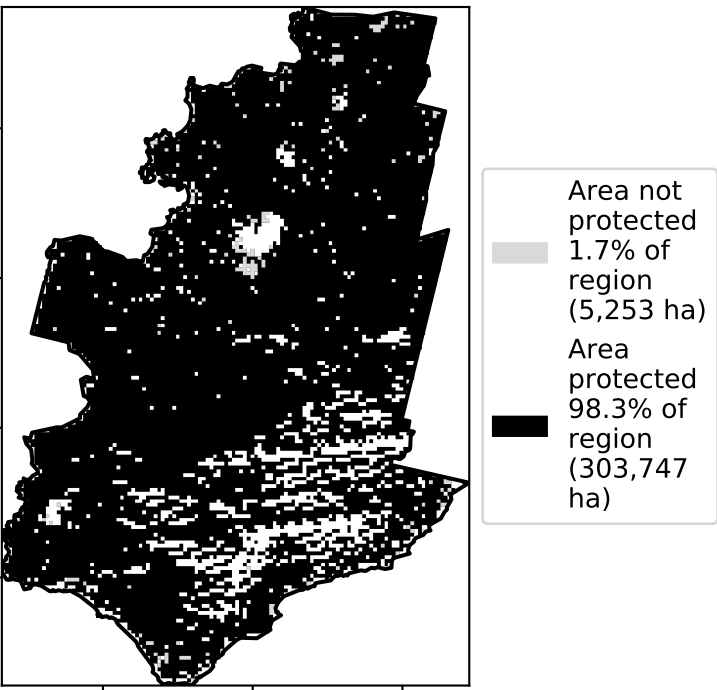 Area not
protected
1.7% of
region
(5,253 ha)
Area
protected
98.3% of
region
(303,747
ha)